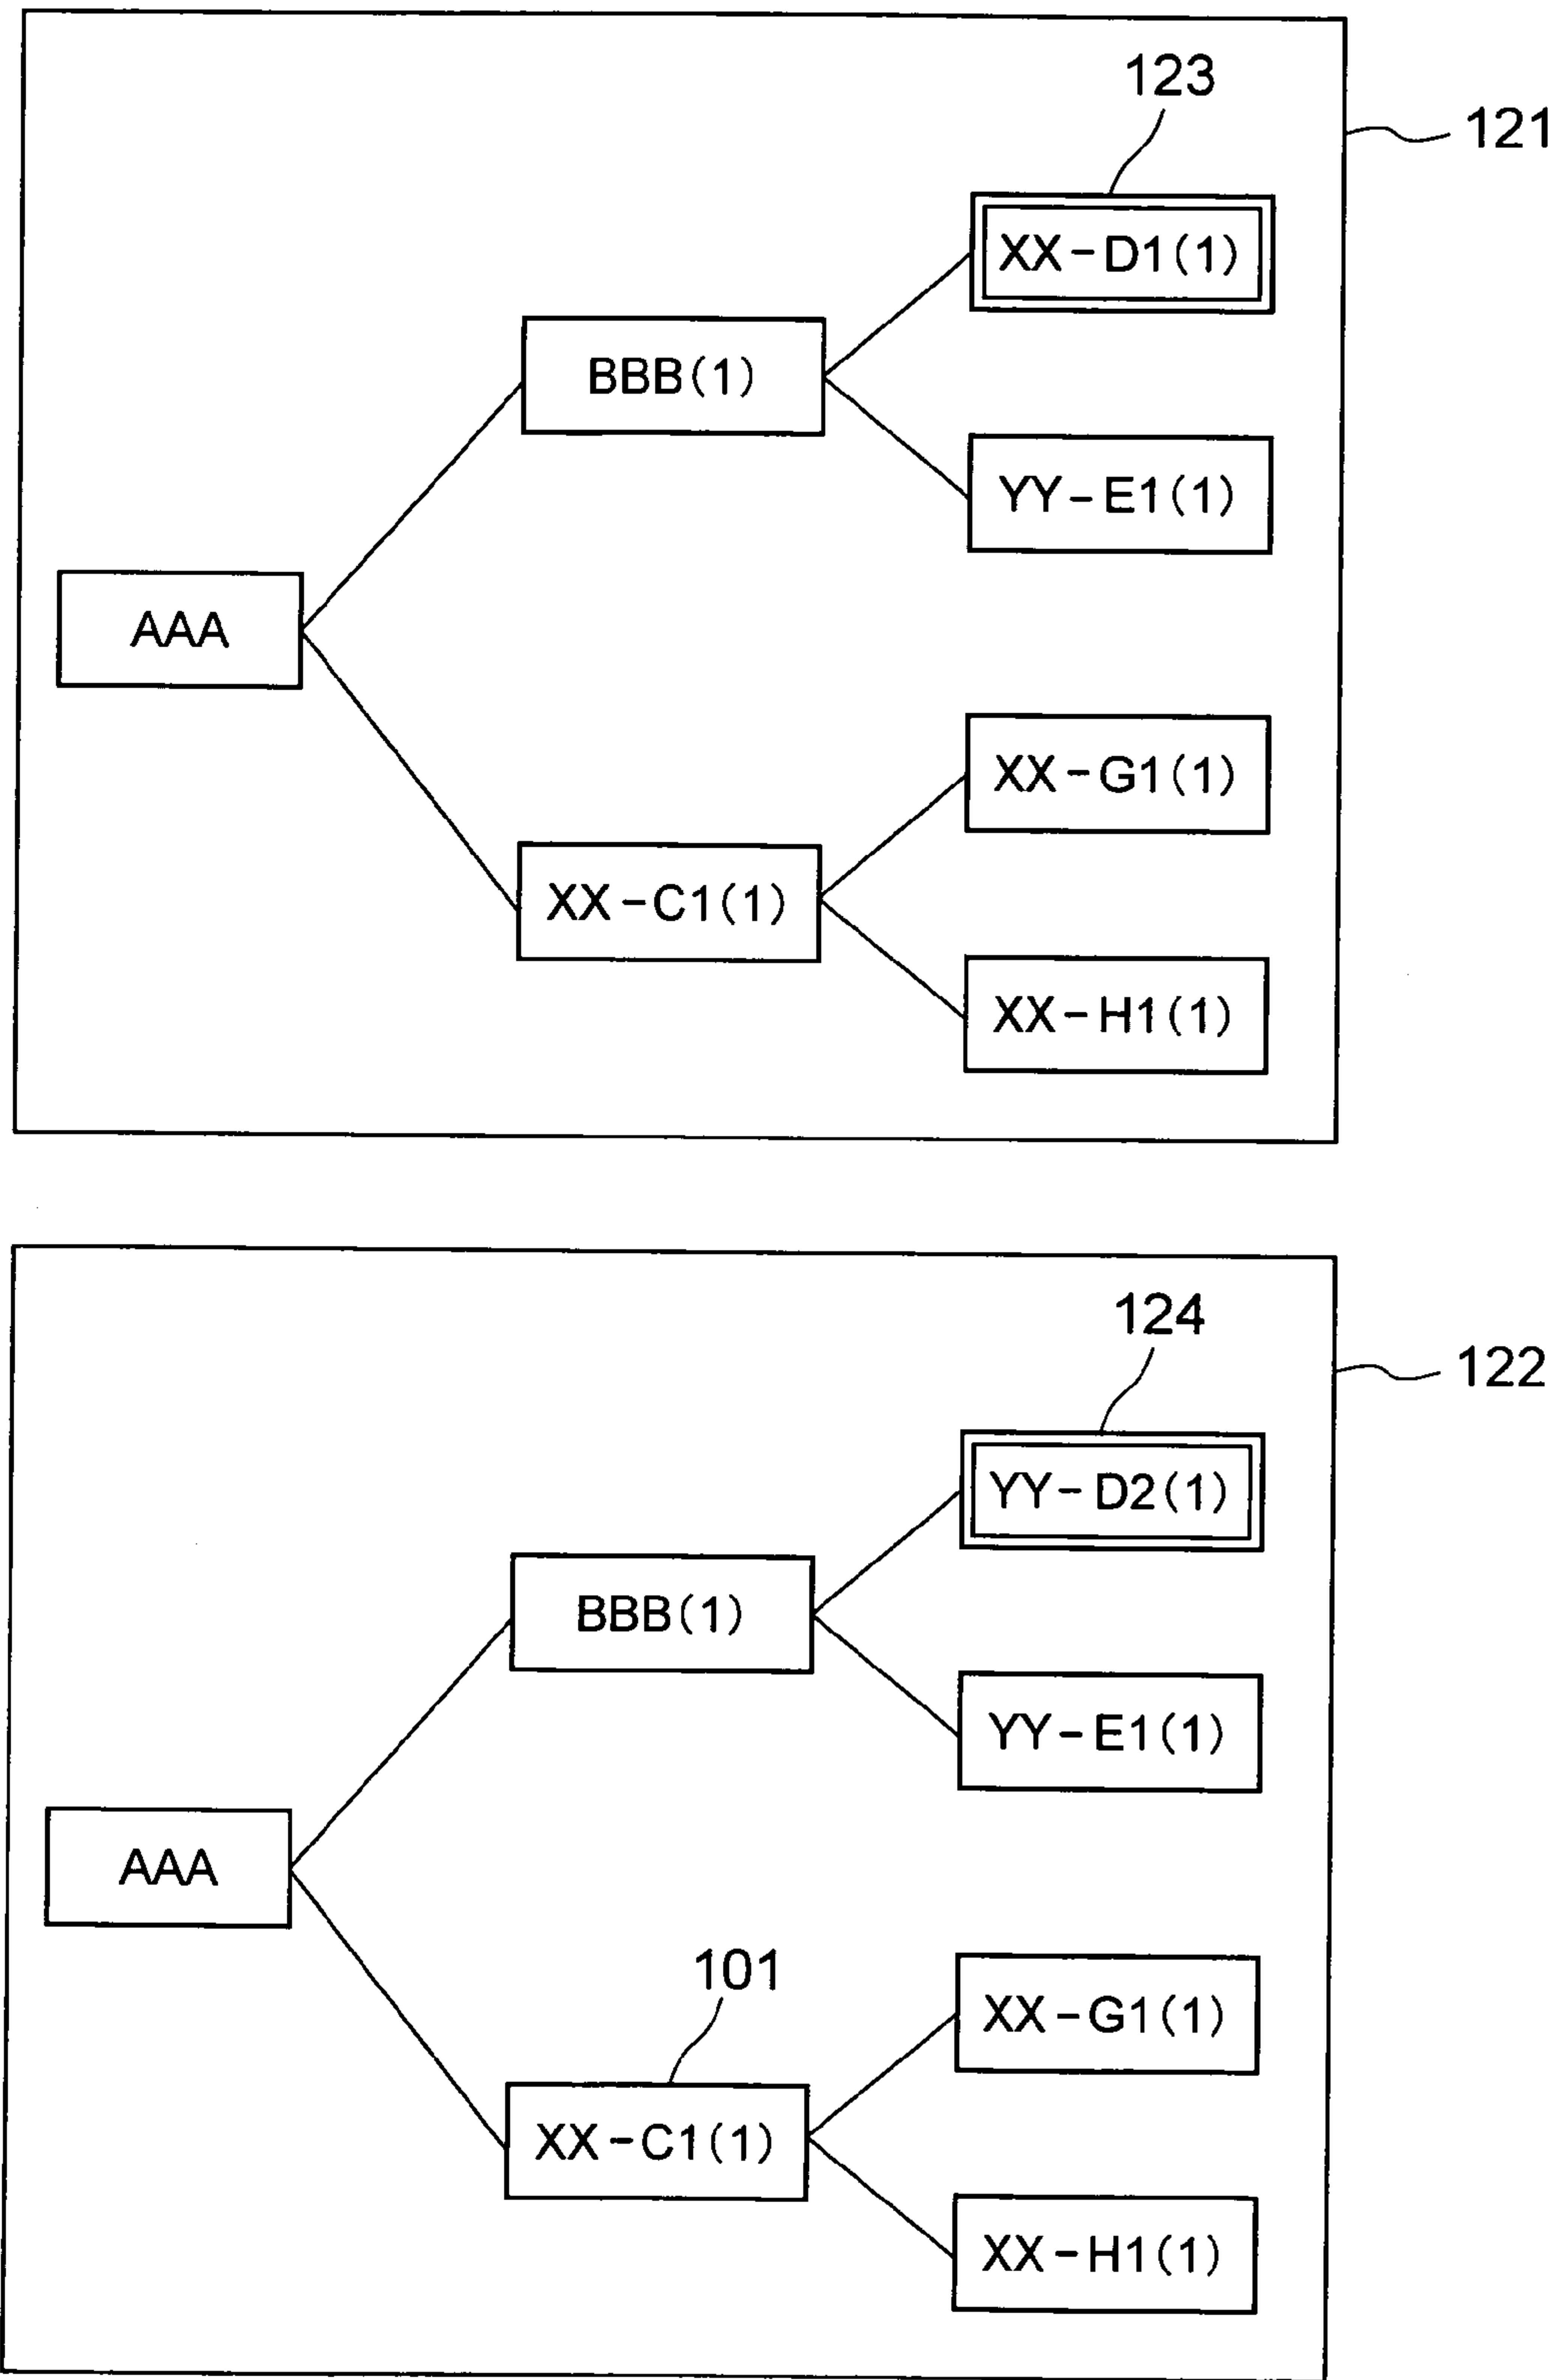 123
121
XX-D1(1)
BBB(1)
YY-E1(1)
AAA
XX-G1(1)
XX-C1(1)
XX-H1(1)
124
122
YY-D2(1)
BBB(1)
YY-E1(1)
AAA
101
XX-G1(1)
XX-C1(1)
XX-H1(1)